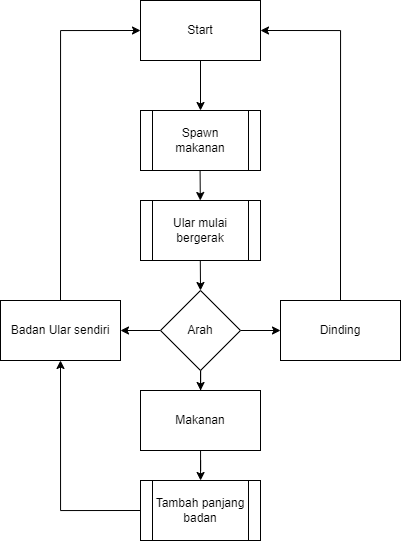 Start
Spawn
makanan
Ular mulai
bergerak
Badan Ular sendiri
Arah
Dinding
Makanan
Tambah panjang
badan